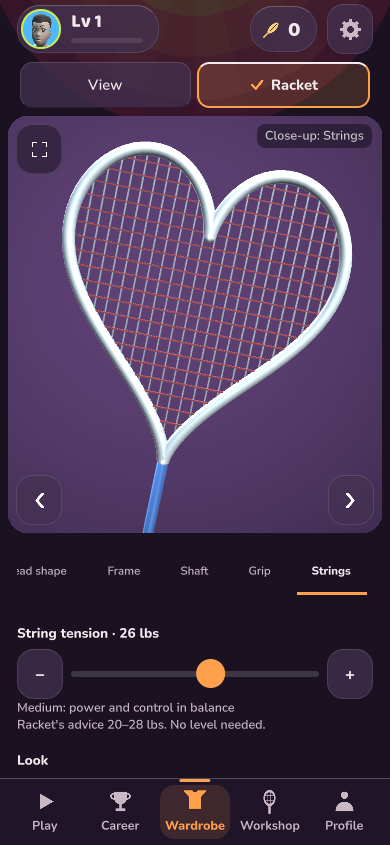 Lv 1
0
View
Racket
Close-up: Strings
ead shape
Frame
Shaft
Grip
Strings
String tension · 26 lbs
−
+
Medium: power and control in balance
Racket's advice 20–28 lbs. No level needed.
Look
Play
Career
Wardrobe
Workshop
Profile